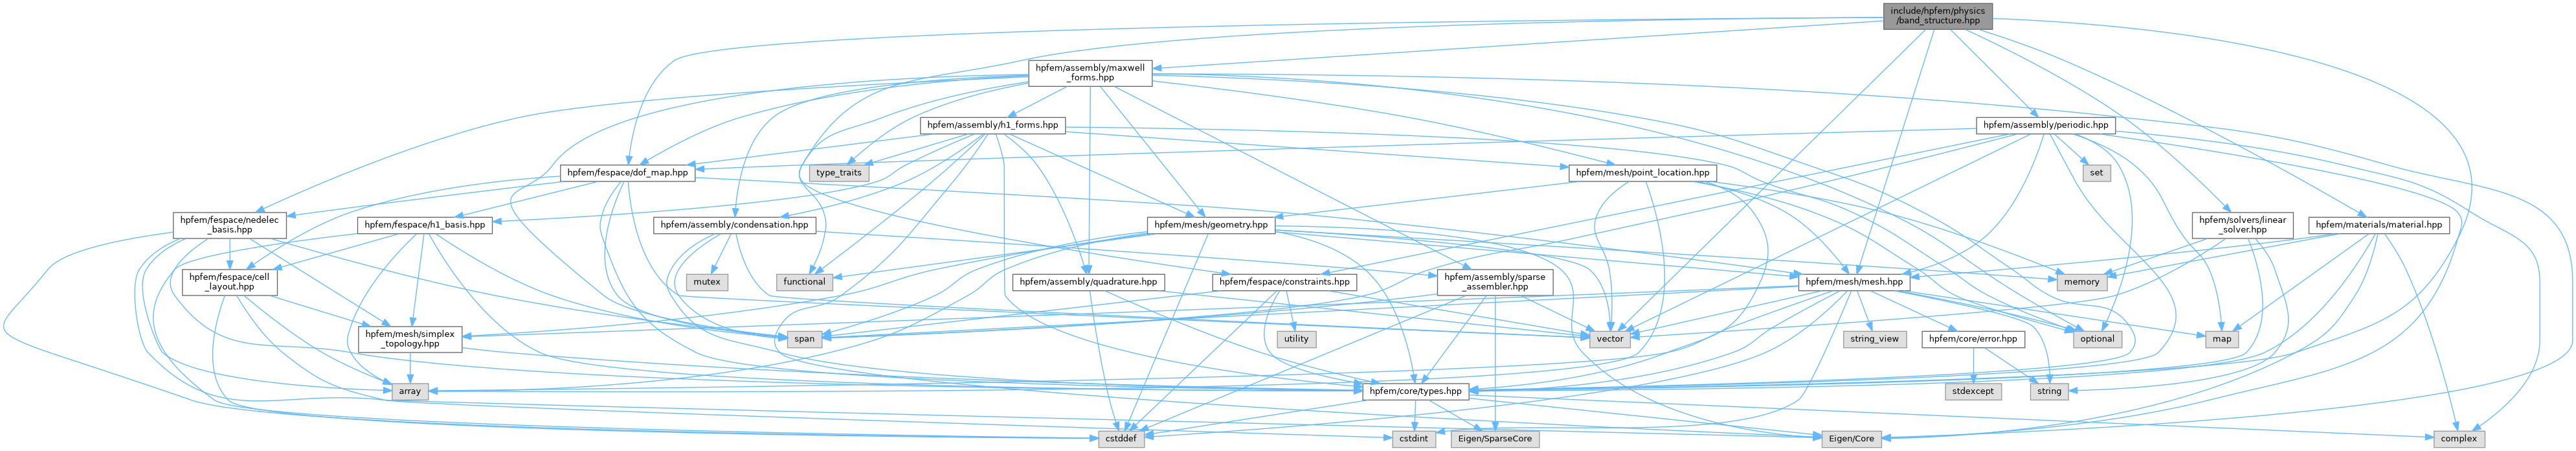 include/hpfem/physics
/band_structure.hpp
hpfem/assembly/maxwell
_forms.hpp
hpfem/assembly/h1_forms.hpp
hpfem/assembly/periodic.hpp
hpfem/fespace/dof_map.hpp
type_traits
hpfem/mesh/point_location.hpp
set
hpfem/fespace/nedelec
_basis.hpp
hpfem/fespace/h1_basis.hpp
hpfem/assembly/condensation.hpp
hpfem/mesh/geometry.hpp
hpfem/solvers/linear
_solver.hpp
hpfem/materials/material.hpp
hpfem/fespace/cell
_layout.hpp
mutex
functional
hpfem/assembly/quadrature.hpp
hpfem/fespace/constraints.hpp
hpfem/assembly/sparse
_assembler.hpp
hpfem/mesh/mesh.hpp
memory
hpfem/mesh/simplex
_topology.hpp
span
utility
vector
string_view
hpfem/core/error.hpp
optional
map
array
hpfem/core/types.hpp
stdexcept
string
cstddef
cstdint
Eigen/SparseCore
Eigen/Core
complex